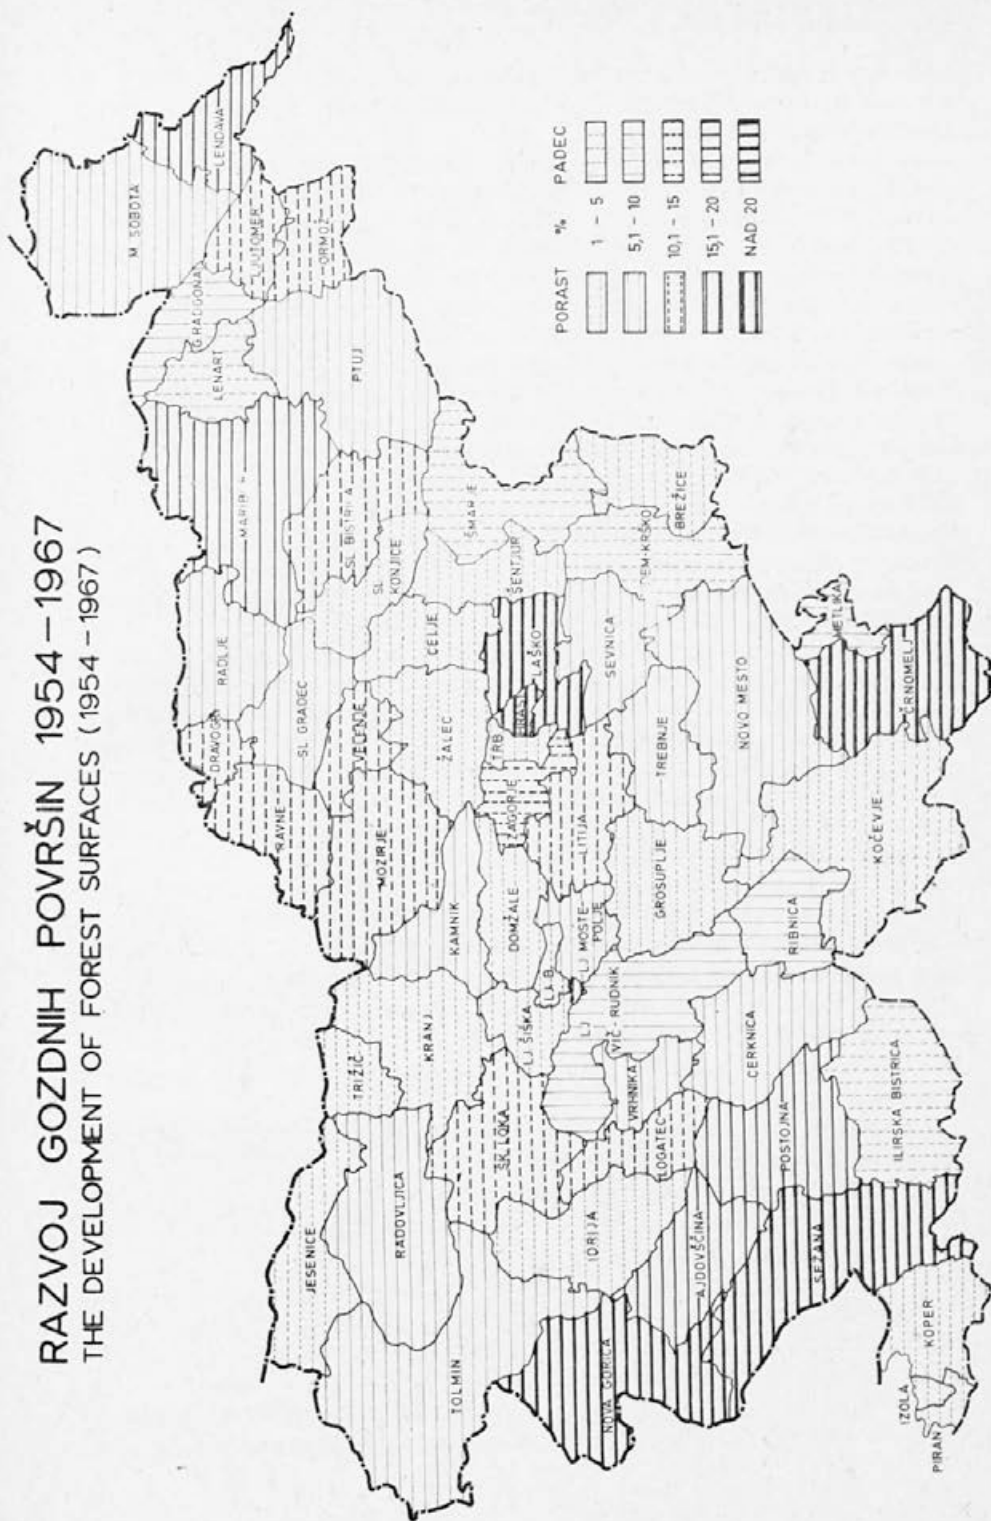 RAZVOJ GOZDNIH POVRŠIN 1954–1967
THE DEVELOPMENT OF FOREST SURFACES (1954–1967)
PORAST % PADEC
1 – 5
5,1 – 10
10,1 – 15
15,1 – 20
NAD 20
M. SOBOTA
LENDAVA
G RADGONA
LJUTOMER
ORMOŽ
LENART
PTUJ
RADLJE
DRAVOGR
RAVNE
SL GRADEC
SL BISTRICA
SL KONJICE
ŠMARJE
VELENJE
MOZIRJE
ŽALEC
CELJE
ŠENTJUR
LAŠKO
HRAST
TRB
ZAGORJE
SEVNICA
BREŽICE
JESENICE
TRŽIČ
KRANJ
KAMNIK
DOMŽALE
LITIJA
RADOVLJICA
TOLMIN
ŠK. LOKA
LJ ŠIŠKA
LJ. B.
LJ MOSTE-
POLJE
LJ
VIČ RUDNIK
GROSUPLJE
TREBNJE
NOVO MESTO
METLIKA
ČRNOMELJ
KOČEVJE
RIBNICA
CERKNICA
VRHNIKA
LOGATEC
IDRIJA
NOVA GORICA
AJDOVŠČINA
POSTOJNA
SEŽANA
ILIRSKA BISTRICA
KOPER
IZOLA
PIRAN